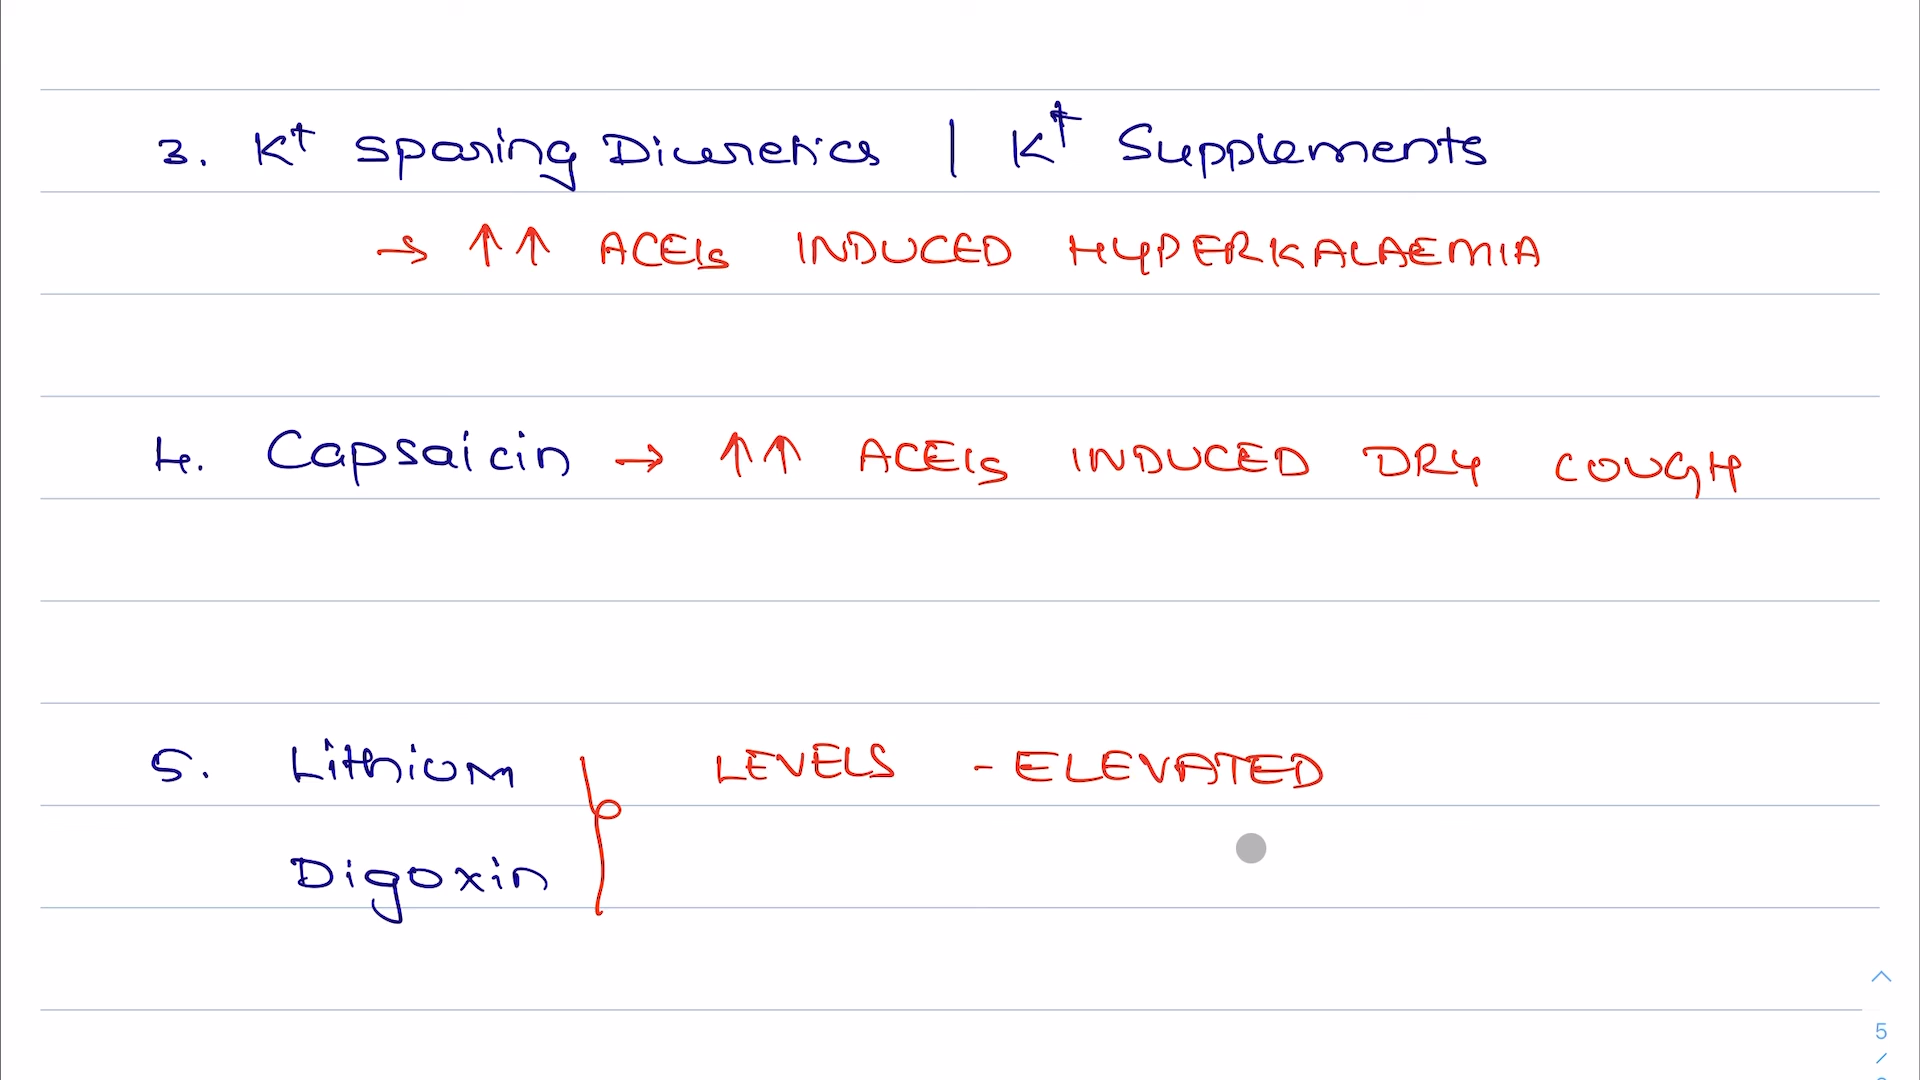 3. K+ Sparing Diuretics | K+ Supplements
→ ↑↑ ACEIs INDUCED HYPERKALAEMIA
4. Capsaicin → ↑↑ ACEIs INDUCED DRY COUGH
5. Lithium LEVELS - ELEVATED
Digoxin
5
/